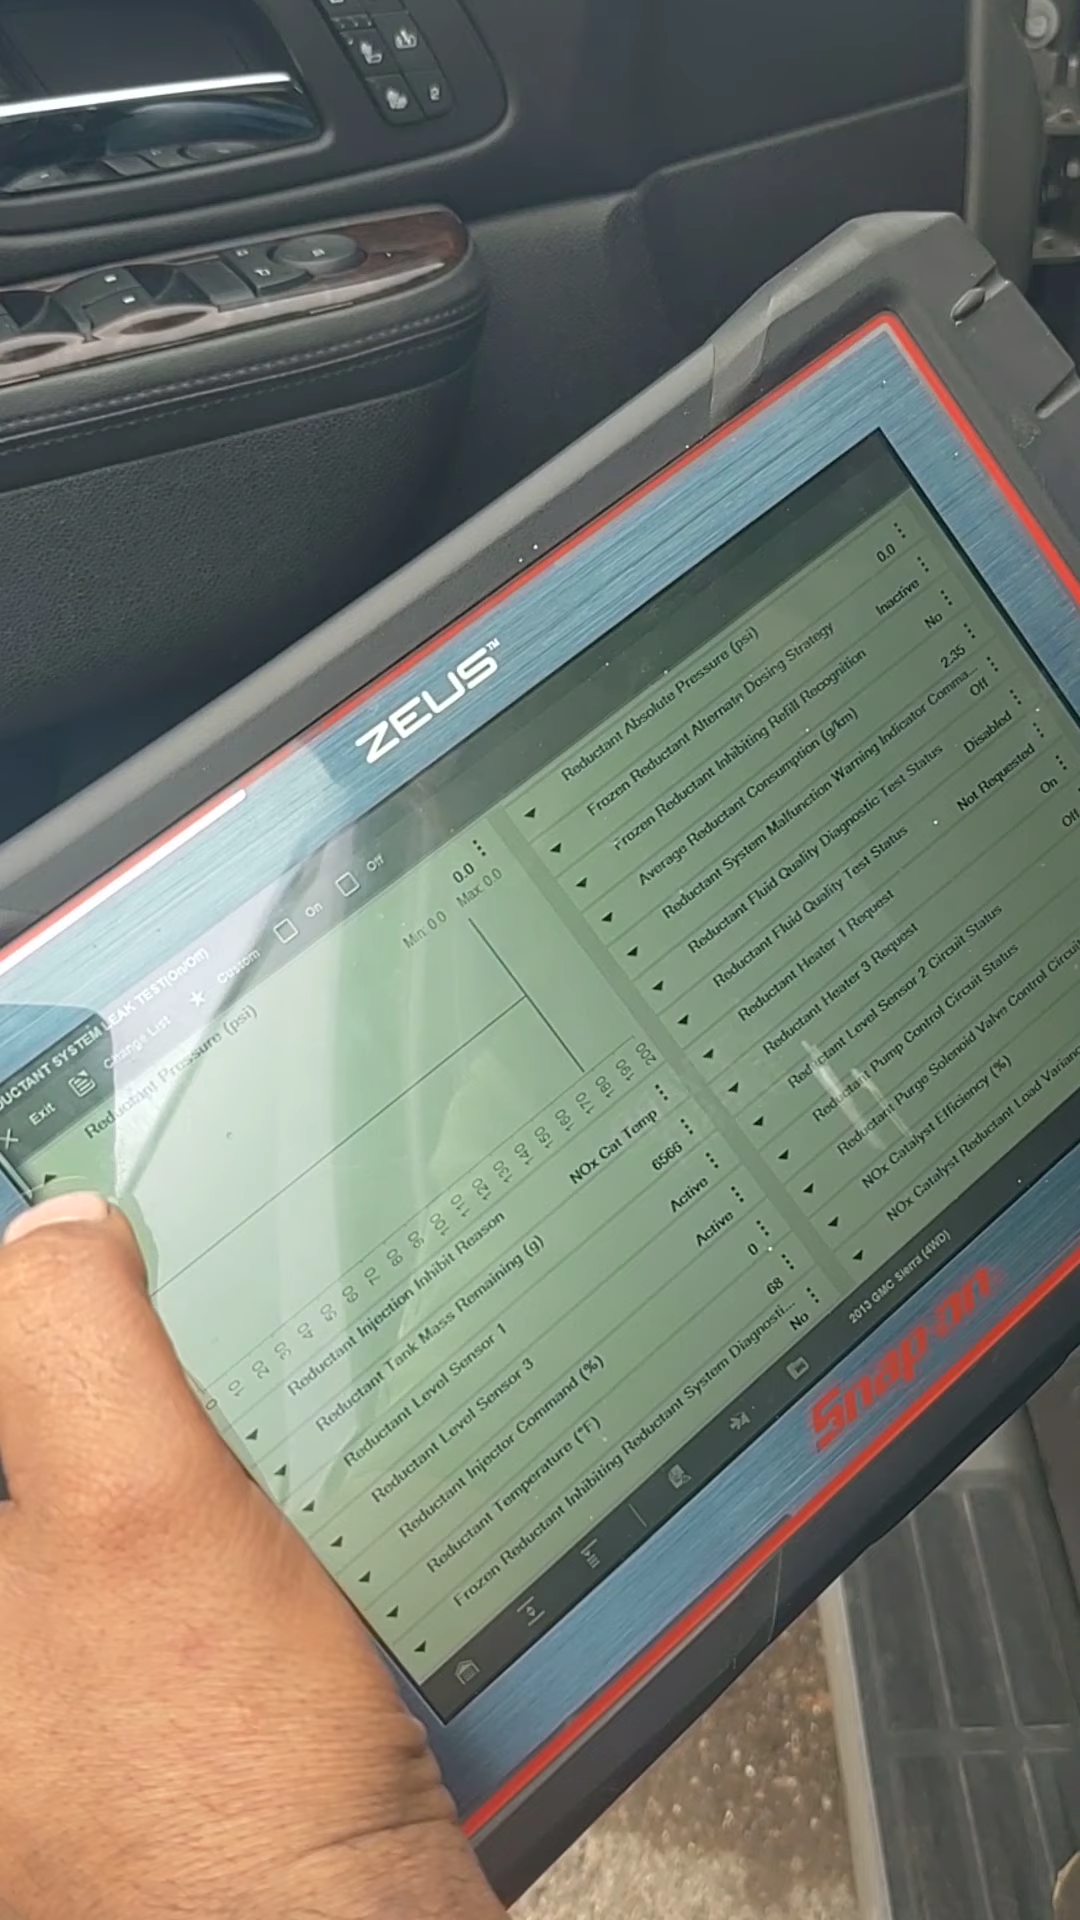 ZEUS™
DUCTANT SYSTEM LEAK TEST(On/Off)
Exit
Change List
Custom
On
Off
Reductant Pressure (psi)
0.0
Min: 0.0 Max: 0.0
0 10 20 30 40 50 60 70 80 90 100 110 120 130 140 150 160 170 180 190 200
Reductant Injection Inhibit Reason NOx Cat Temp
Reductant Tank Mass Remaining (g) 6566
Reductant Level Sensor 1 Active
Reductant Level Sensor 3 Active
Reductant Injector Command (%) 0
Reductant Temperature (°F) 68
Frozen Reductant Inhibiting Reductant System Diagnosti... No
Reductant Absolute Pressure (psi) 0.0
Frozen Reductant Alternate Dosing Strategy Inactive
Frozen Reductant Inhibiting Refill Recognition No
Average Reductant Consumption (g/km) 2.35
Reductant System Malfunction Warning Indicator Comma... Off
Reductant Fluid Quality Diagnostic Test Status Disabled
Reductant Fluid Quality Test Status Not Requested
Reductant Heater 1 Request On
Reductant Heater 3 Request Off
Reductant Level Sensor 2 Circuit Status
Reductant Pump Control Circuit Status
Reductant Purge Solenoid Valve Control Circuit
NOx Catalyst Efficiency (%)
NOx Catalyst Reductant Load Varianc
2013 GMC Sierra (4WD)
Snap-on
2